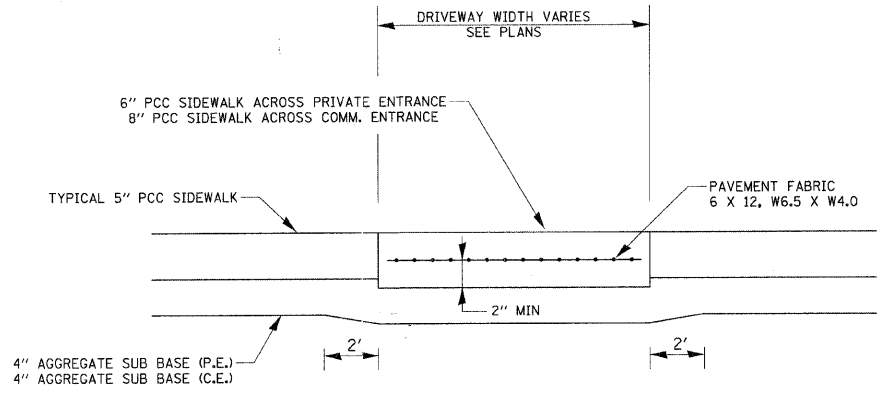 DRIVEWAY WIDTH VARIES
SEE PLANS
6" PCC SIDEWALK ACROSS PRIVATE ENTRANCE
8" PCC SIDEWALK ACROSS COMM. ENTRANCE
TYPICAL 5" PCC SIDEWALK
PAVEMENT FABRIC
6 X 12, W6.5 X W4.0
2" MIN
2'
2'
4" AGGREGATE SUB BASE (P.E.)
4" AGGREGATE SUB BASE (C.E.)